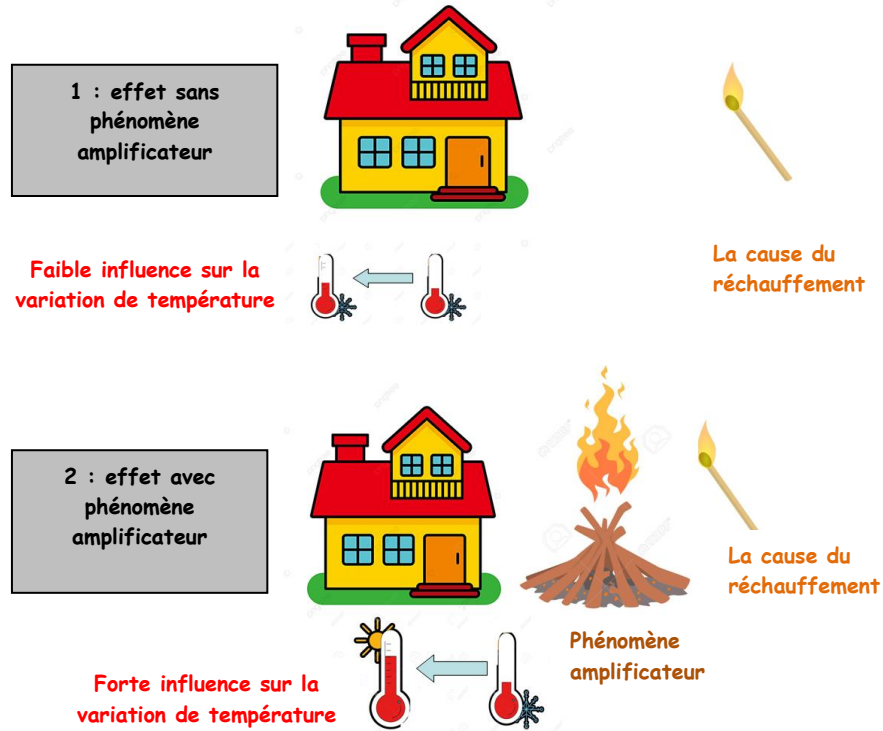 1 : effet sans
phénomène
amplificateur
Faible influence sur la
variation de température
La cause du
réchauffement
2 : effet avec
phénomène
amplificateur
La cause du
réchauffement
Phénomène
amplificateur
Forte influence sur la
variation de température